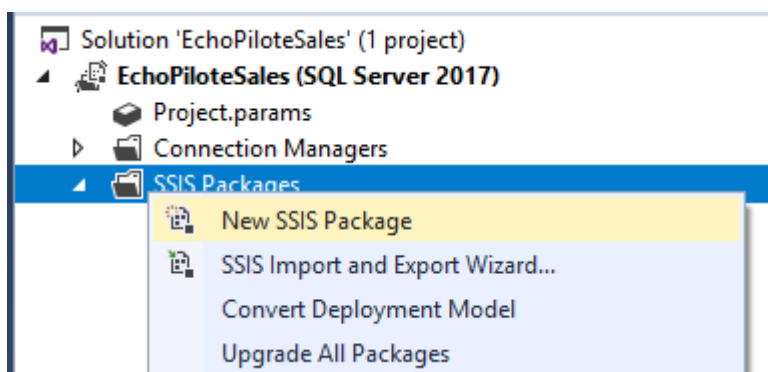 Solution 'EchoPiloteSales' (1 project)
EchoPiloteSales (SQL Server 2017)
Project.params
Connection Managers
SSIS Packages
New SSIS Package
SSIS Import and Export Wizard...
Convert Deployment Model
Upgrade All Packages